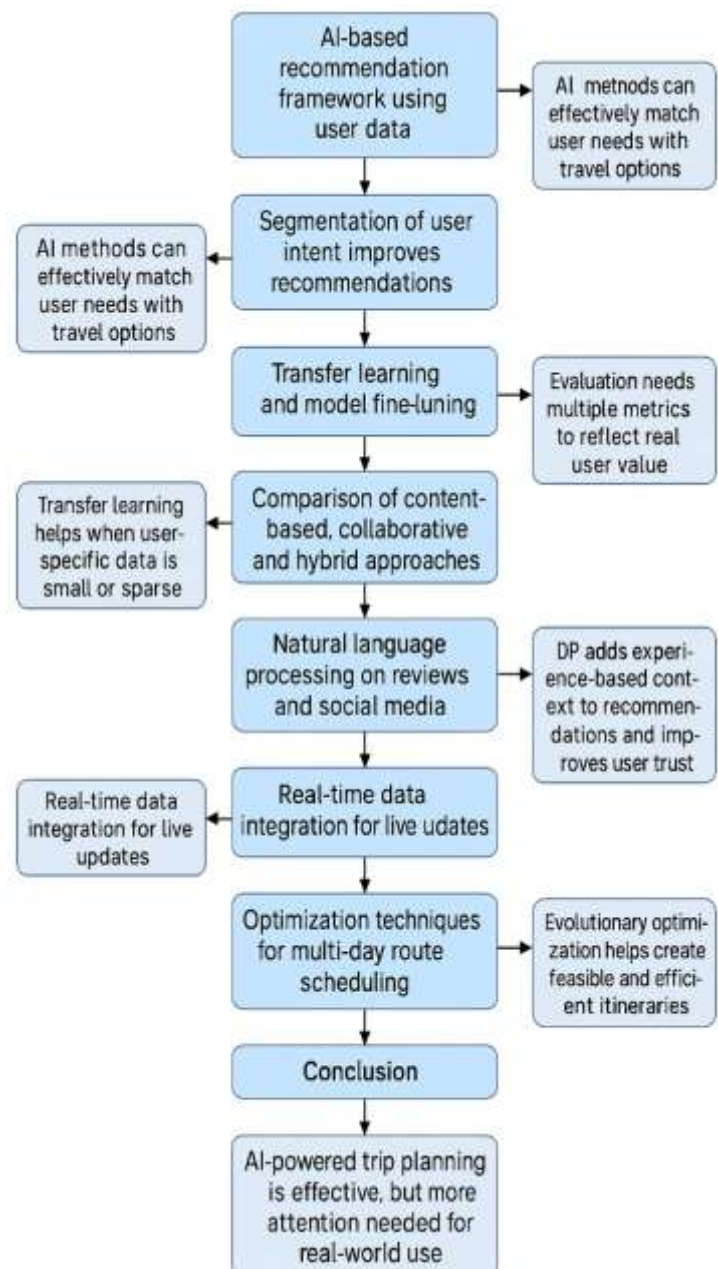 AI-based
recommendation
framework using
user data
AI metnods can
effectively match
user needs with
travel options
Segmentation of user
intent improves
recommendations
AI methods can
effectively match
user needs with
travel options
Transfer learning
and model fine-luning
Evaluation needs
multiple metrics
to reflect real
user value
Comparison of content-
based, collaborative
and hybrid approaches
Transfer learning
helps when user-
specific data is
small or sparse
Natural language
processing on reviews
and social media
DP adds experi-
ence-based cont-
ext to recommen-
dations and imp-
roves user trust
Real-time data
integration for live udates
Real-time data
integration for live
updates
Optimization techniques
for multi-day route
scheduling
Evolutionary optimi-
zation helps create
feasible and effici-
ent itineraries
Conclusion
AI-powered trip planning
is effective, but more
attention needed for
real-world use